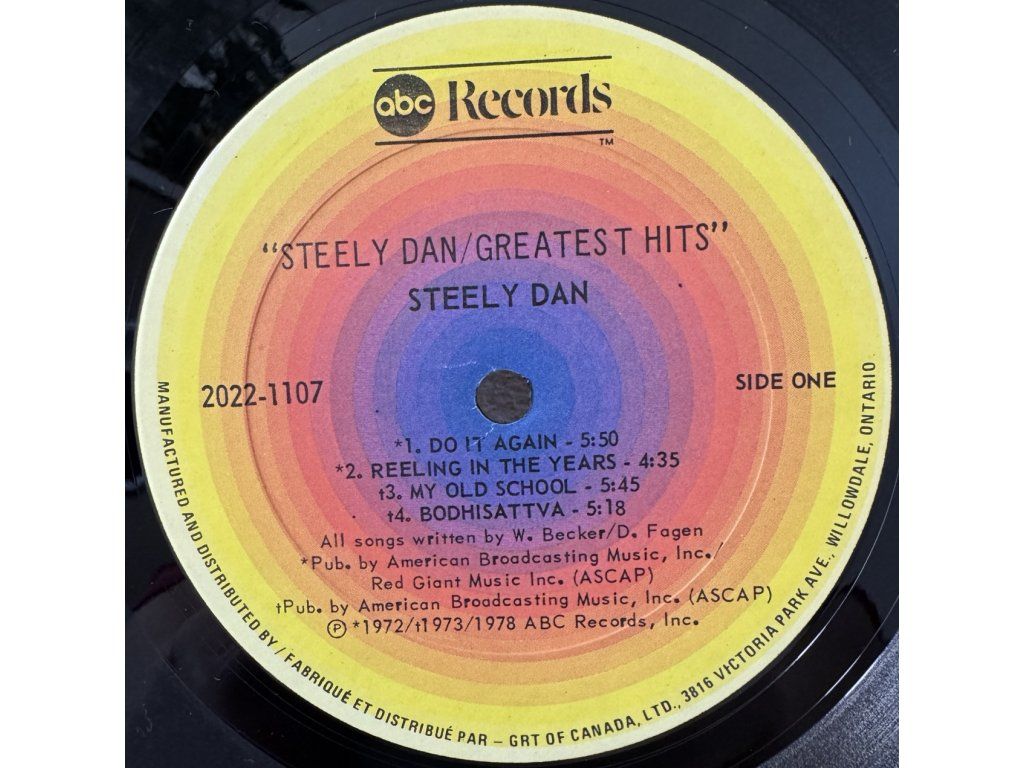 abc Records
TM
"STEELY DAN/GREATEST HITS"
STEELY DAN
2022-1107
SIDE ONE
*1. DO IT AGAIN - 5:50
*2. REELING IN THE YEARS - 4:35
t3. MY OLD SCHOOL - 5:45
t4. BODHISATTVA - 5:18
All songs written by W. Becker/D. Fagen
*Pub. by American Broadcasting Music, Inc./
Red Giant Music Inc. (ASCAP)
tPub. by American Broadcasting Music, Inc. (ASCAP)
℗ *1972/t1973/1978 ABC Records, Inc.
MANUFACTURED AND DISTRIBUTED BY / FABRIQUÉ ET DISTRIBUÉ PAR – GRT OF CANADA, LTD., 3816 VICTORIA PARK AVE., WILLOWDALE, ONTARIO